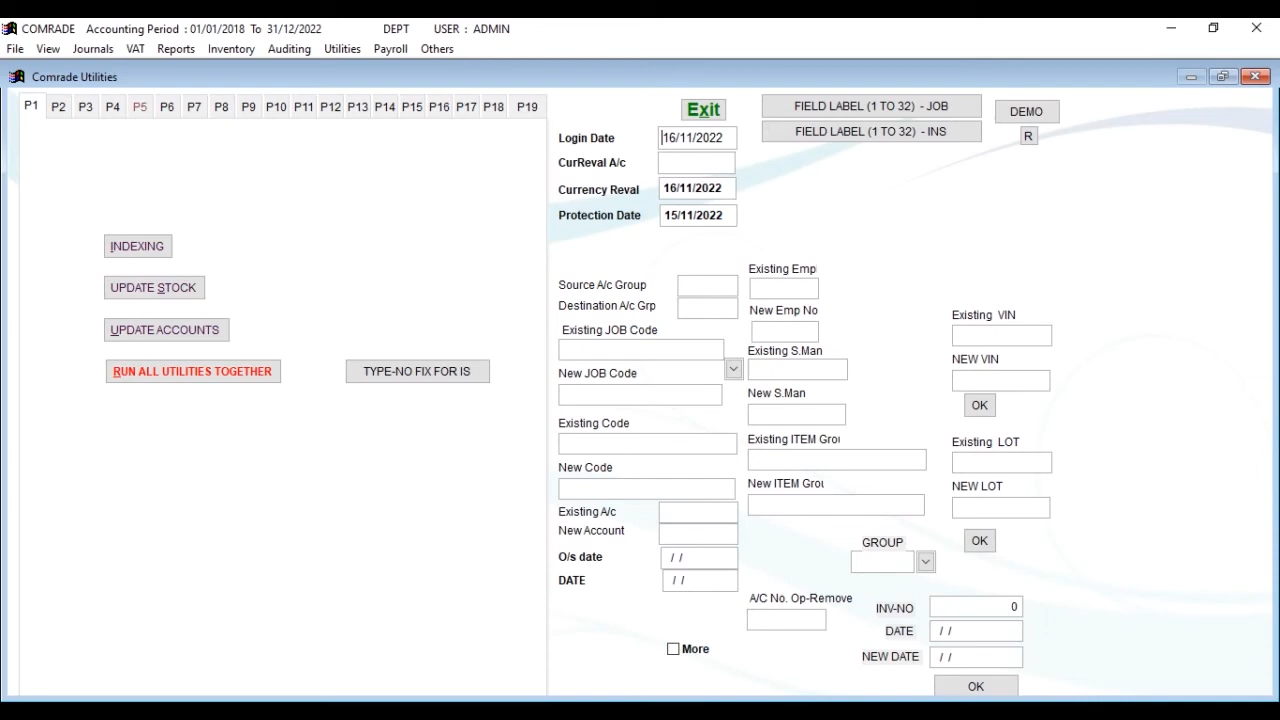 COMRADE Accounting Period : 01/01/2018 To 31/12/2022 DEPT USER : ADMIN
File View Journals VAT Reports Inventory Auditing Utilities Payroll Others
Comrade Utilities
P1 P2 P3 P4 P5 P6 P7 P8 P9 P10 P11 P12 P13 P14 P15 P16 P17 P18 P19
Exit
FIELD LABEL (1 TO 32) - JOB
DEMO
FIELD LABEL (1 TO 32) - INS
R
Login Date 16/11/2022
CurReval A/c
Currency Reval 16/11/2022
Protection Date 15/11/2022
INDEXING
UPDATE STOCK
UPDATE ACCOUNTS
RUN ALL UTILITIES TOGETHER
TYPE-NO FIX FOR IS
Source A/c Group
Destination A/c Grp
Existing JOB Code
New JOB Code
Existing Code
New Code
Existing A/c
New Account
O/s date / /
DATE / /
More
Existing Emp
New Emp No
Existing S.Man
New S.Man
Existing ITEM Grou
New ITEM Grou
GROUP
A/C No. Op-Remove
Existing VIN
NEW VIN
OK
Existing LOT
NEW LOT
OK
INV-NO 0
DATE / /
NEW DATE / /
OK